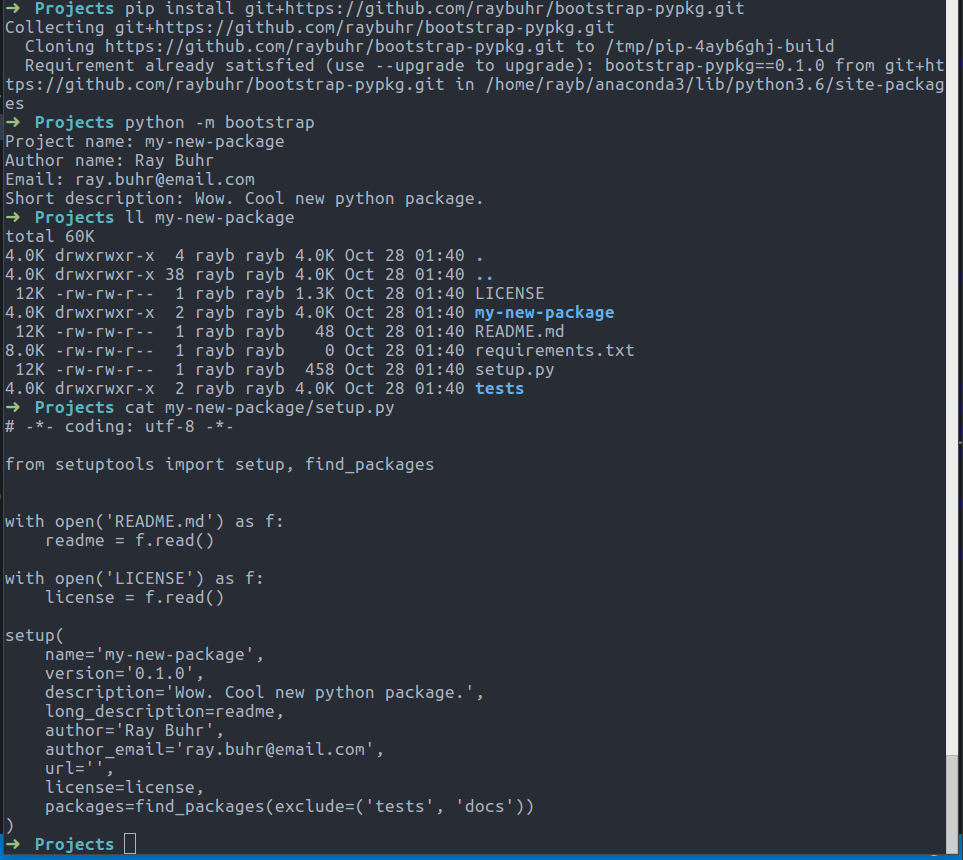 ➜  Projects pip install git+https://github.com/raybuhr/bootstrap-pypkg.git
Collecting git+https://github.com/raybuhr/bootstrap-pypkg.git
  Cloning https://github.com/raybuhr/bootstrap-pypkg.git to /tmp/pip-4ayb6ghj-build
  Requirement already satisfied (use --upgrade to upgrade): bootstrap-pypkg==0.1.0 from git+ht
tps://github.com/raybuhr/bootstrap-pypkg.git in /home/rayb/anaconda3/lib/python3.6/site-packag
es
➜  Projects python -m bootstrap
Project name: my-new-package
Author name: Ray Buhr
Email: ray.buhr@email.com
Short description: Wow. Cool new python package.
➜  Projects ll my-new-package
total 60K
4.0K drwxrwxr-x  4 rayb rayb 4.0K Oct 28 01:40 .
4.0K drwxrwxr-x 38 rayb rayb 4.0K Oct 28 01:40 ..
 12K -rw-rw-r--  1 rayb rayb 1.3K Oct 28 01:40 LICENSE
4.0K drwxrwxr-x  2 rayb rayb 4.0K Oct 28 01:40 my-new-package
 12K -rw-rw-r--  1 rayb rayb   48 Oct 28 01:40 README.md
8.0K -rw-rw-r--  1 rayb rayb    0 Oct 28 01:40 requirements.txt
 12K -rw-rw-r--  1 rayb rayb  458 Oct 28 01:40 setup.py
4.0K drwxrwxr-x  2 rayb rayb 4.0K Oct 28 01:40 tests
➜  Projects cat my-new-package/setup.py
# -*- coding: utf-8 -*-

from setuptools import setup, find_packages


with open('README.md') as f:
    readme = f.read()

with open('LICENSE') as f:
    license = f.read()

setup(
    name='my-new-package',
    version='0.1.0',
    description='Wow. Cool new python package.',
    long_description=readme,
    author='Ray Buhr',
    author_email='ray.buhr@email.com',
    url='',
    license=license,
    packages=find_packages(exclude=('tests', 'docs'))
)
➜  Projects